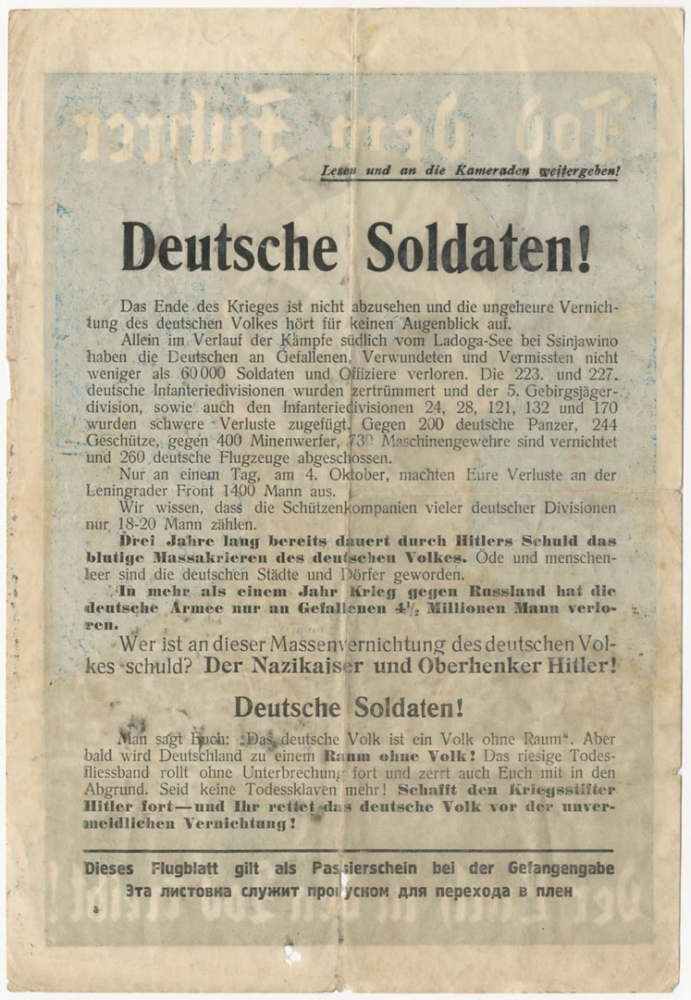 Tod dem Führer
Lesen und an die Kameraden weitergeben!
Deutsche Soldaten!
Das Ende des Krieges ist nicht abzusehen und die ungeheure Vernich-
tung des deutschen Volkes hört für keinen Augenblick auf.
Allein im Verlauf der Kämpfe südlich vom Ladoga-See bei Ssinjawino
haben die Deutschen an Gefallenen, Verwundeten und Vermissten nicht
weniger als 60 000 Soldaten und Offiziere verloren. Die 223. und 227.
deutsche Infanteriedivisionen wurden zertrümmert und der 5. Gebirgsjäger-
division, sowie auch den Infanteriedivisionen 24, 28, 121, 132 und 170
wurden schwere Verluste zugefügt. Gegen 200 deutsche Panzer, 244
Geschütze, gegen 400 Minenwerfer, 730 Maschinengewehre sind vernichtet
und 260 deutsche Flugzeuge abgeschossen.
Nur an einem Tag, am 4. Oktober, machten Eure Verluste an der
Leningrader Front 1400 Mann aus.
Wir wissen, dass die Schützenkompanien vieler deutscher Divisionen
nur 18-20 Mann zählen.
Drei Jahre lang bereits dauert durch Hitlers Schuld das
blutige Massakrieren des deutschen Volkes. Öde und menschen-
leer sind die deutschen Städte und Dörfer geworden.
In mehr als einem Jahr Krieg gegen Russland hat die
deutsche Armee nur an Gefallenen 4½ Millionen Mann verlo-
ren.
Wer ist an dieser Massenvernichtung des deutschen Vol-
kes schuld? Der Nazikaiser und Oberhenker Hitler!
Deutsche Soldaten!
Man sagt Euch: „Das deutsche Volk ist ein Volk ohne Raum“. Aber
bald wird Deutschland zu einem Raum ohne Volk! Das riesige Todes-
fliessband rollt ohne Unterbrechung fort und zerrt auch Euch mit in den
Abgrund. Seid keine Todessklaven mehr! Schafft den Kriegsstifter
Hitler fort—und Ihr rettet das deutsche Volk vor der unver-
meidlichen Vernichtung!
Dieses Flugblatt gilt als Passierschein bei der Gefangengabe
Эта листовка служит пропуском для перехода в плен